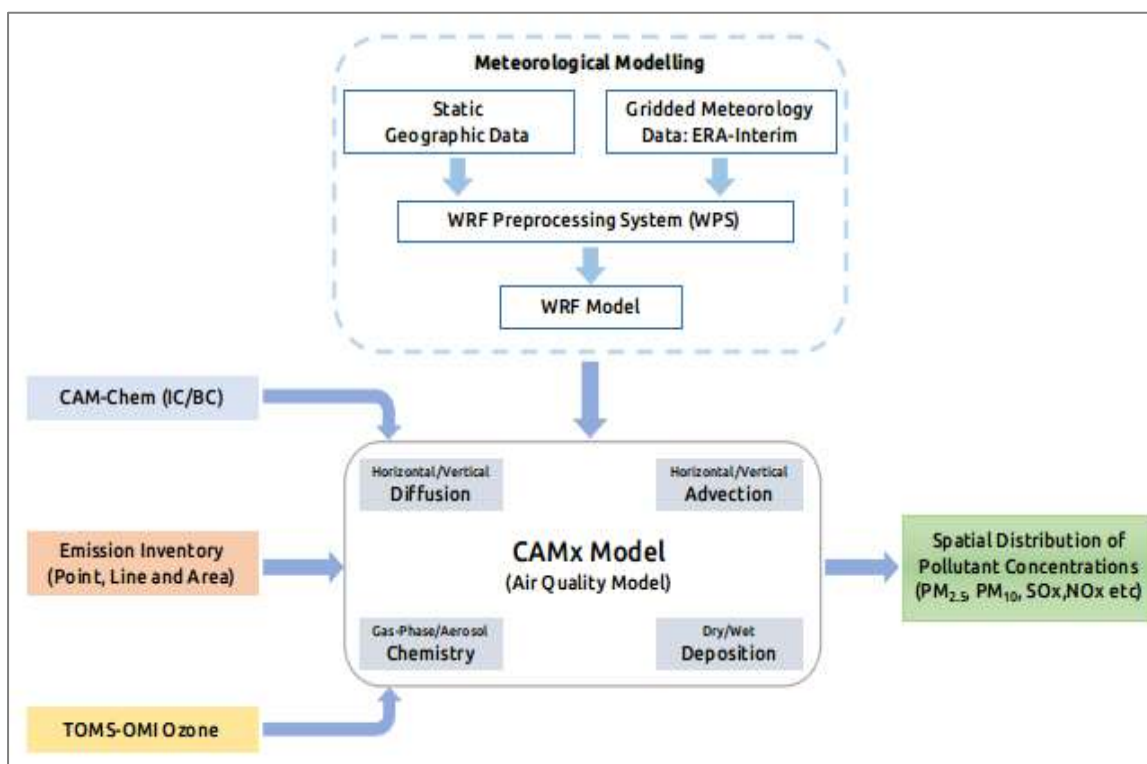 Meteorological Modelling
Static
Geographic Data
Gridded Meteorology
Data: ERA-Interim
WRF Preprocessing System (WPS)
WRF Model
CAM-Chem (IC/BC)
Horizontal/Vertical
Diffusion
Horizontal/Vertical
Advection
Emission Inventory
(Point, Line and Area)
CAMx Model
(Air Quality Model)
Spatial Distribution of
Pollutant Concentrations
(PM2.5, PM10, SOx,NOx etc)
Gas-Phase/Aerosol
Chemistry
Dry/Wet
Deposition
TOMS-OMI Ozone